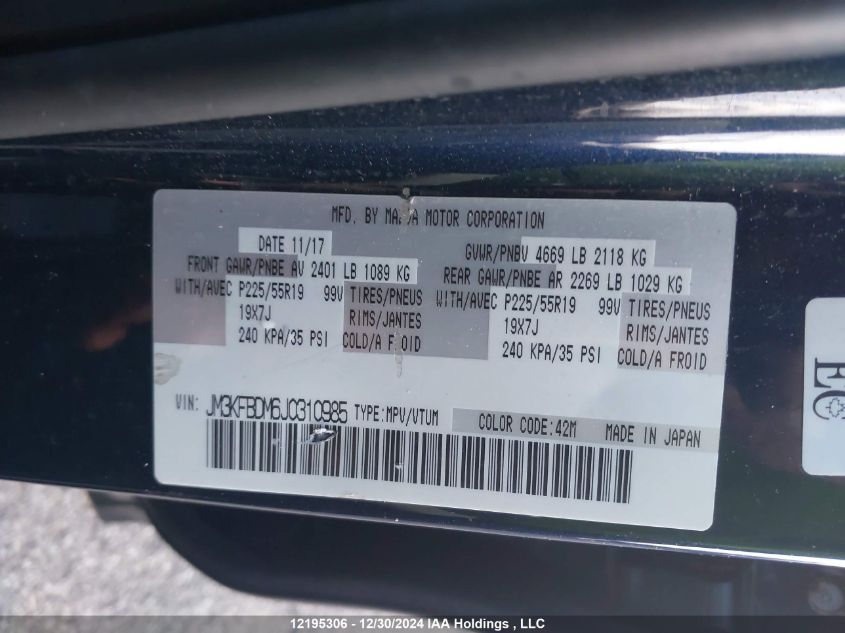 MFD. BY MAZDA MOTOR CORPORATION
DATE 11/17 GVWR/PNBV 4669 LB 2118 KG
FRONT GAWR/PNBE AV 2401 LB 1089 KG REAR GAWR/PNBE AR 2269 LB 1029 KG
WITH/AVEC P225/55R19 99V TIRES/PNEUS WITH/AVEC P225/55R19 99V TIRES/PNEUS
19X7J RIMS/JANTES 19X7J RIMS/JANTES
240 KPA/35 PSI COLD/A FROID 240 KPA/35 PSI COLD/A FROID
VIN: JM3KFBDM6J0310985 TYPE:MPV/VTUM COLOR CODE:42M MADE IN JAPAN
EC
12195306 - 12/30/2024 IAA Holdings , LLC